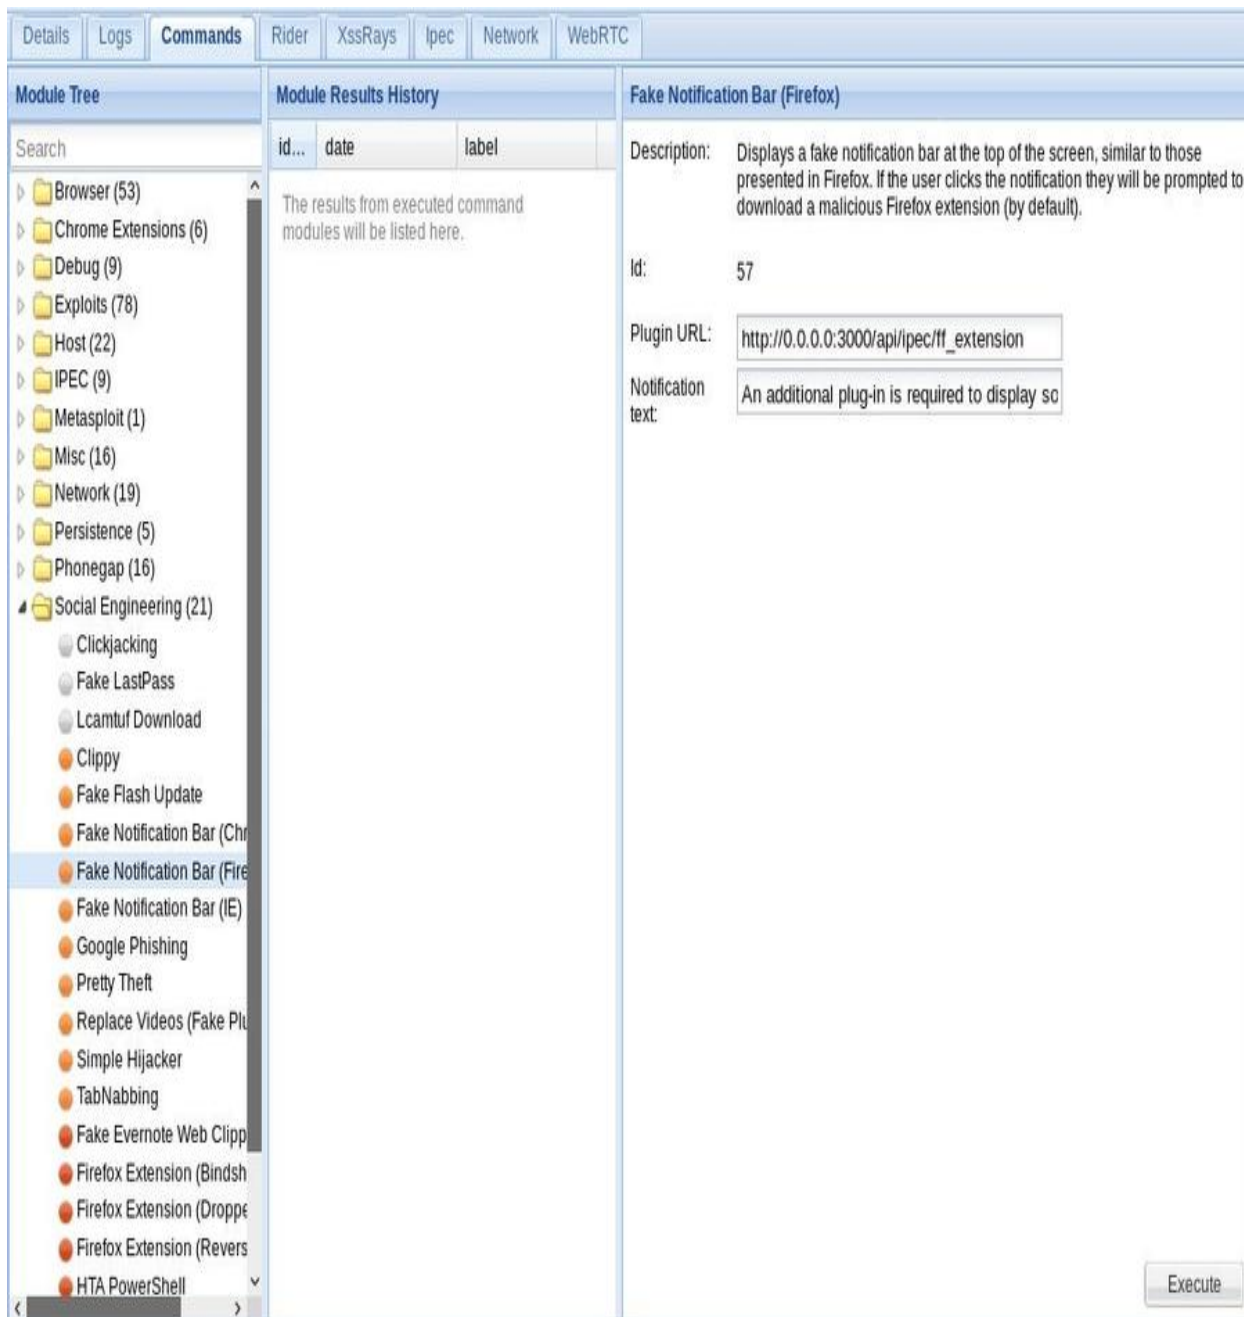 Details Logs Commands Rider XssRays Ipec Network WebRTC
Module Tree
Search
Browser (53)
Chrome Extensions (6)
Debug (9)
Exploits (78)
Host (22)
IPEC (9)
Metasploit (1)
Misc (16)
Network (19)
Persistence (5)
Phonegap (16)
Social Engineering (21)
Clickjacking
Fake LastPass
Lcamtuf Download
Clippy
Fake Flash Update
Fake Notification Bar (Chr
Fake Notification Bar (Fire
Fake Notification Bar (IE)
Google Phishing
Pretty Theft
Replace Videos (Fake Plu
Simple Hijacker
TabNabbing
Fake Evernote Web Clipp
Firefox Extension (Bindsh
Firefox Extension (Droppe
Firefox Extension (Revers
HTA PowerShell
Module Results History
id... date label
The results from executed command
modules will be listed here.
Fake Notification Bar (Firefox)
Description: Displays a fake notification bar at the top of the screen, similar to those
presented in Firefox. If the user clicks the notification they will be prompted to
download a malicious Firefox extension (by default).
Id: 57
Plugin URL: http://0.0.0.0:3000/api/ipec/ff_extension
Notification
text: An additional plug-in is required to display sc
Execute